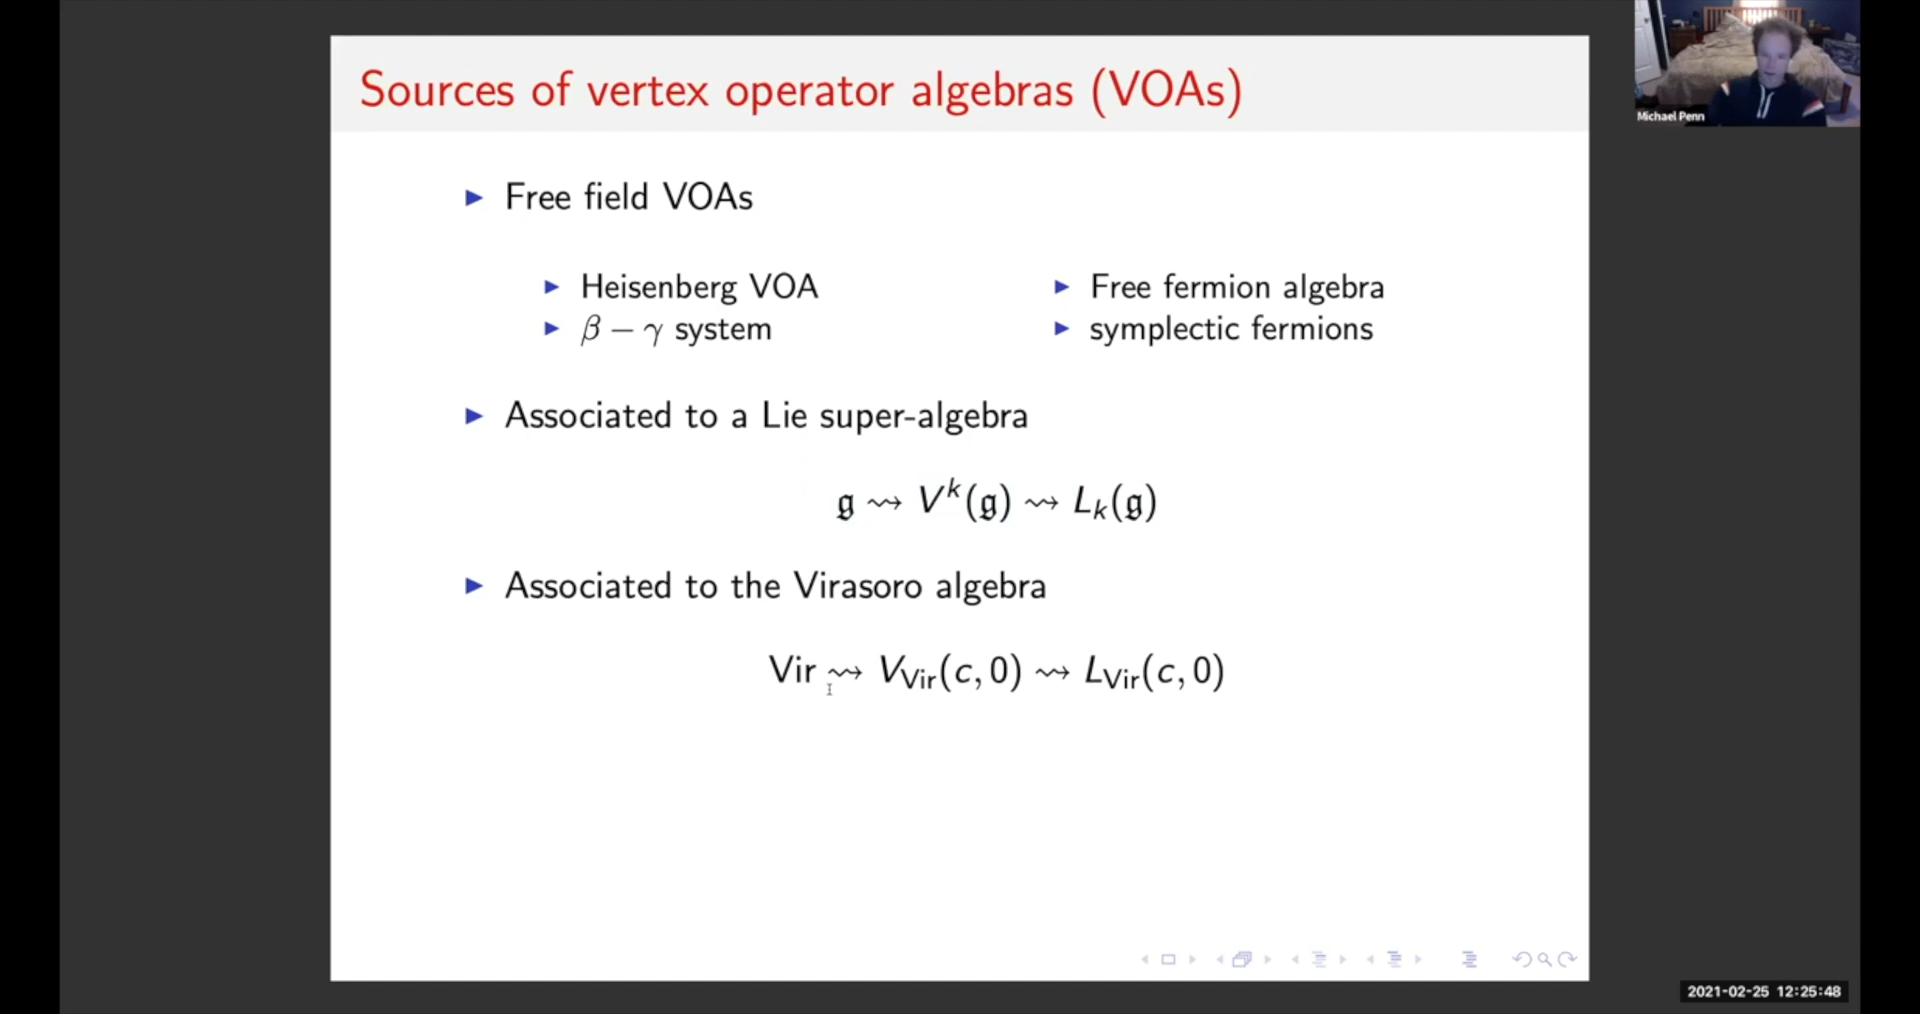 Sources of vertex operator algebras (VOAs)
Michael Penn
▶ Free field VOAs
▶ Heisenberg VOA
▶ β − γ system
▶ Free fermion algebra
▶ symplectic fermions
▶ Associated to a Lie super-algebra
𝔤 ⇝ V^k(𝔤) ⇝ L_k(𝔤)
▶ Associated to the Virasoro algebra
Vir ⇝ V_Vir(c, 0) ⇝ L_Vir(c, 0)
2021-02-25 12:25:48